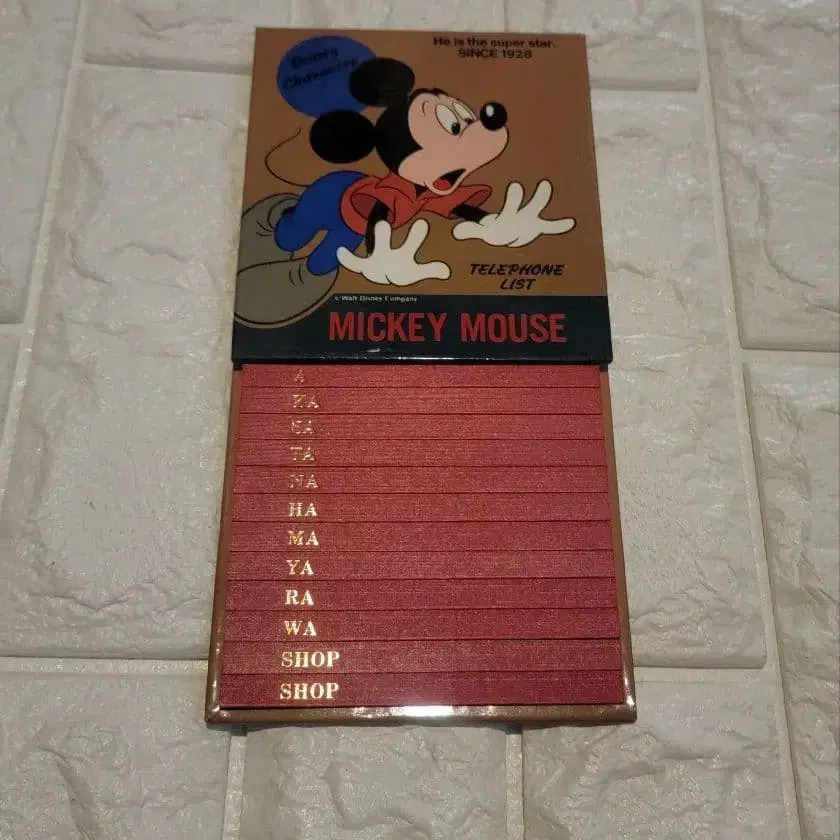 Disney
Character
He is the super star.
SINCE 1928
TELEPHONE
LIST
© Walt Disney Company
MICKEY MOUSE
A
KA
SA
TA
NA
HA
MA
YA
RA
WA
SHOP
SHOP